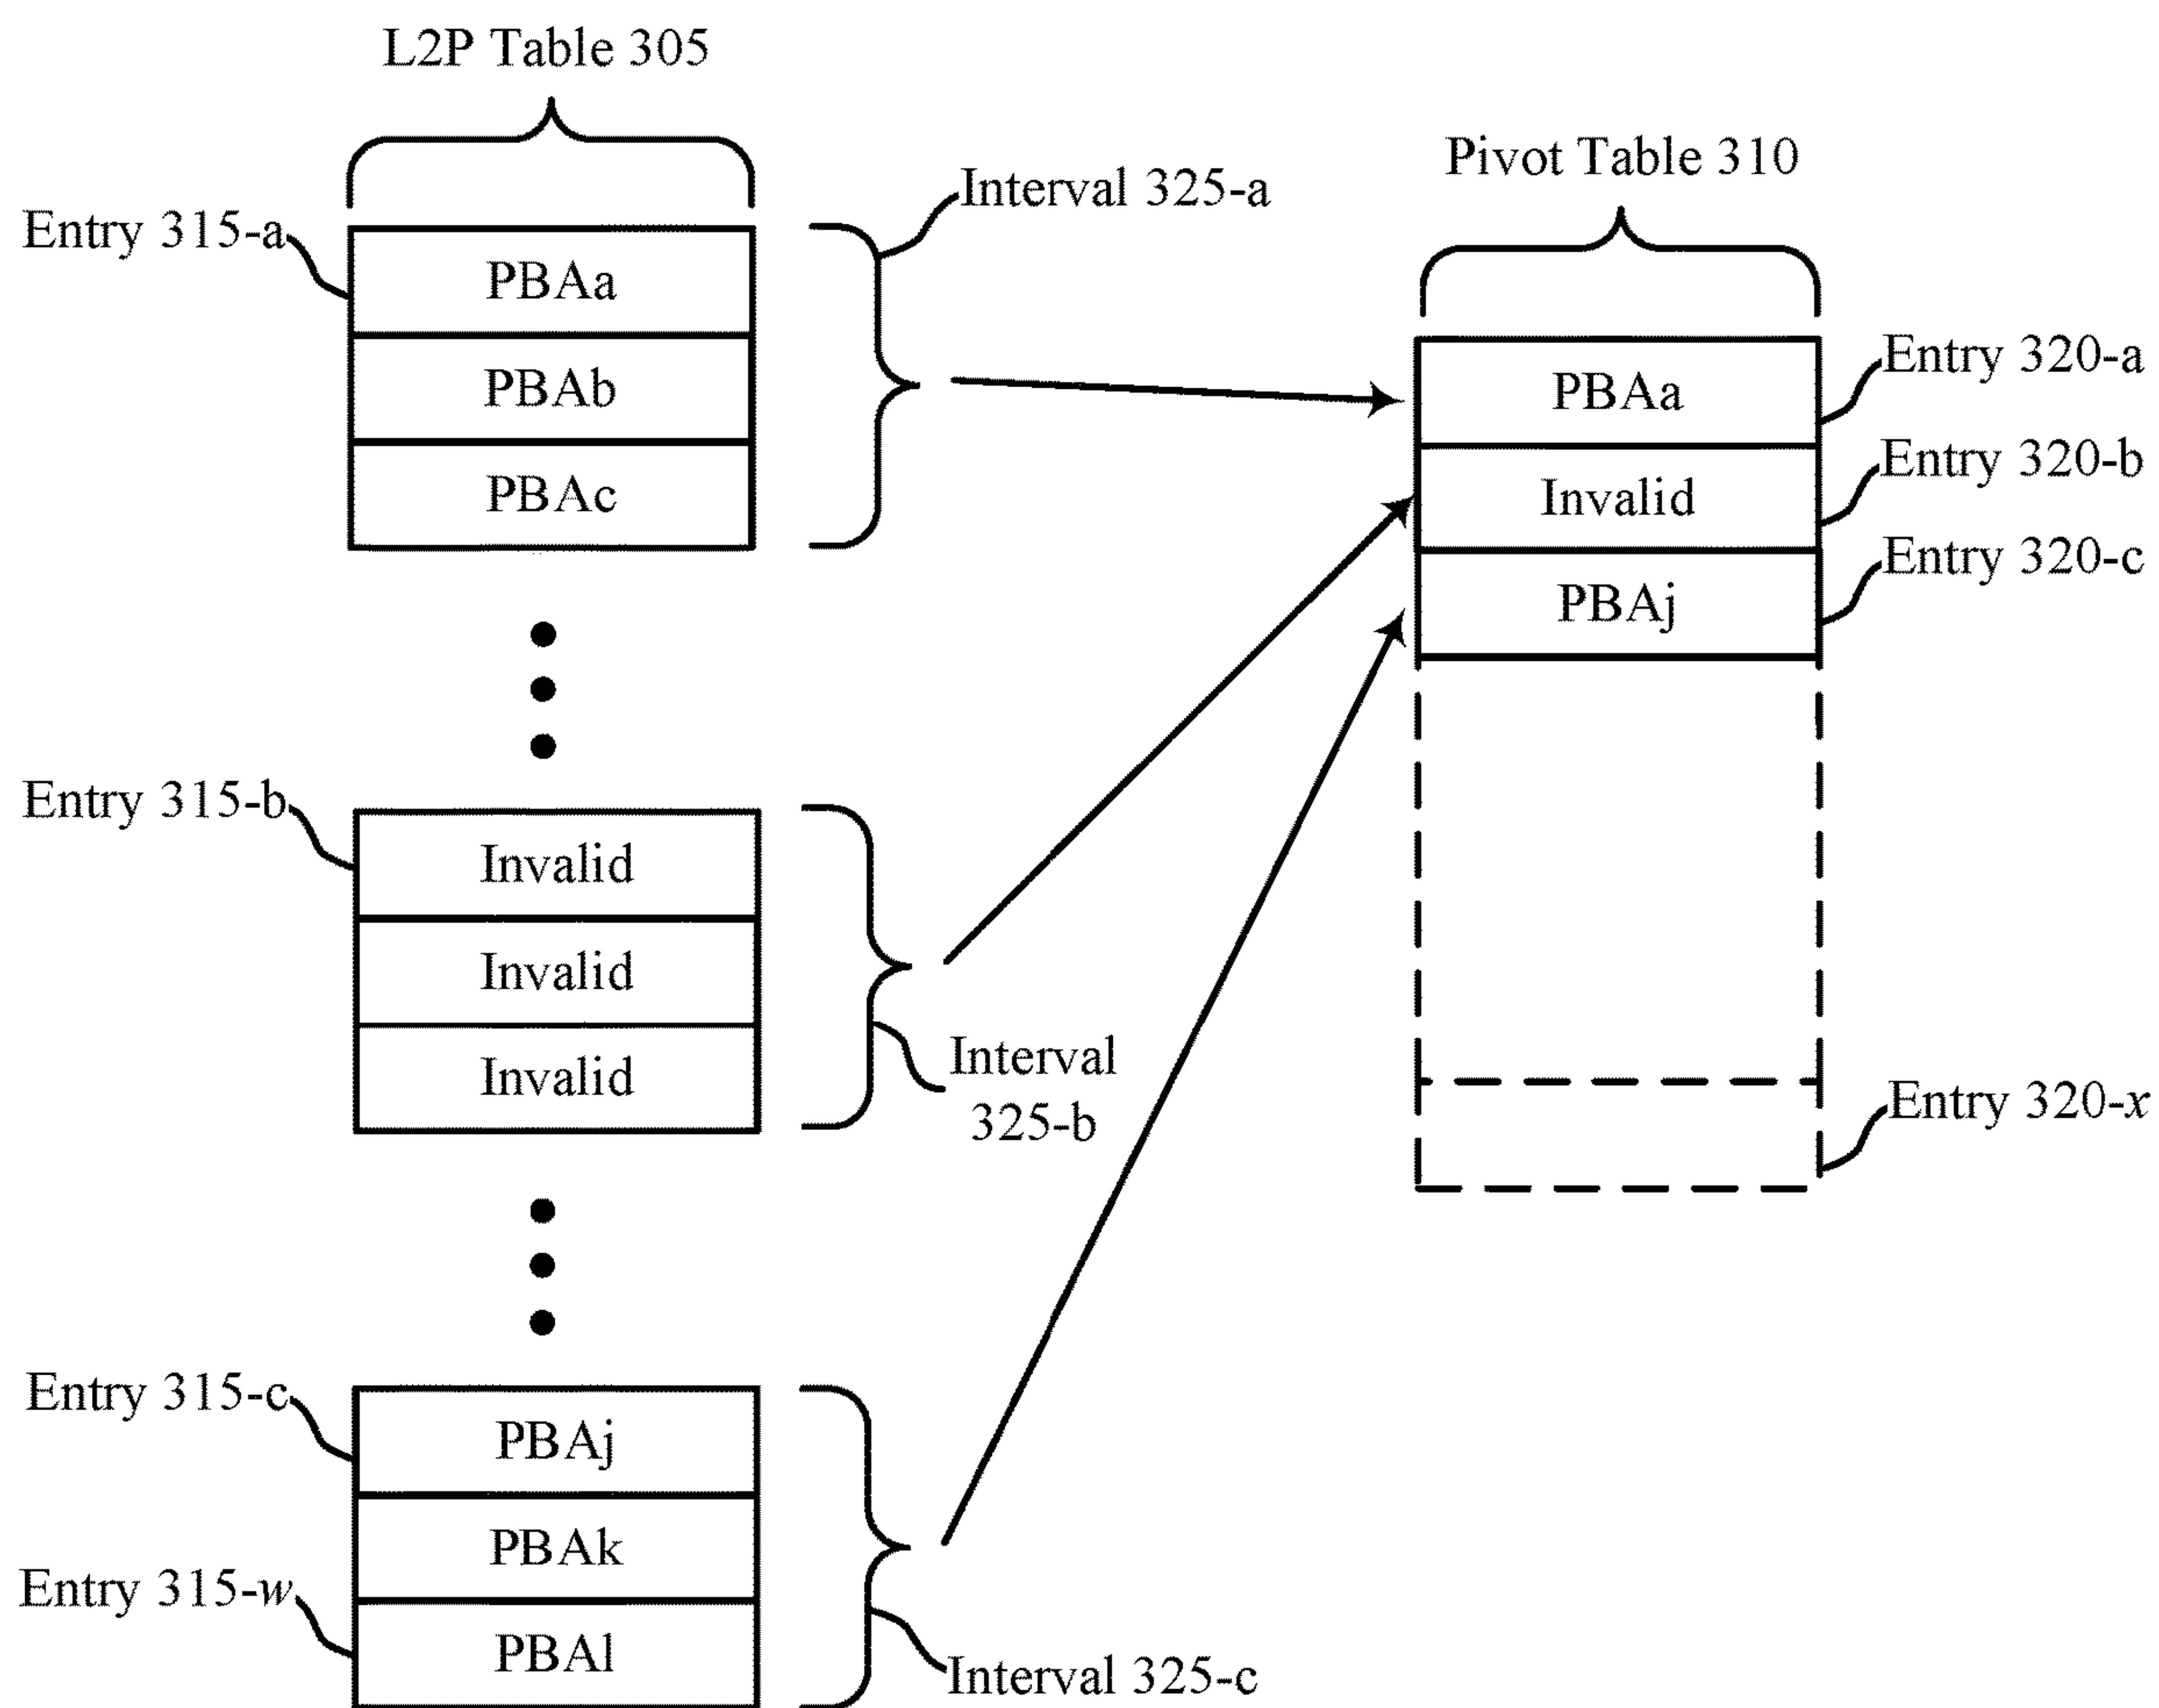 L2P Table 305
Pivot Table 310
Interval 325-a
Entry 315-a
PBAa
PBAb
PBAc
Entry 320-a
PBAa
Entry 320-b
Invalid
Entry 320-c
PBAj
Entry 315-b
Invalid
Invalid
Invalid
Interval
325-b
Entry 320-x
Entry 315-c
PBAj
PBAk
Entry 315-w
PBAl
Interval 325-c